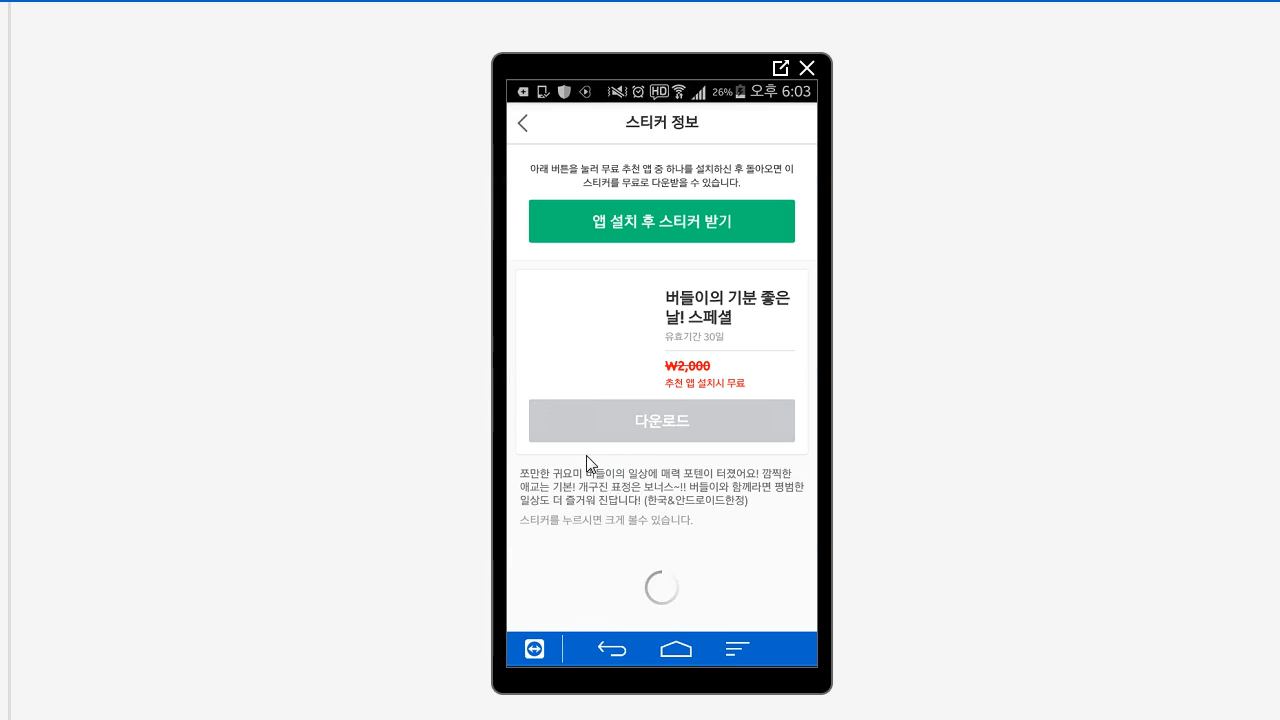 HD 26% 오후 6:03
스티커 정보
아래 버튼을 눌러 무료 추천 앱 중 하나를 설치하신 후 돌아오면 이
스티커를 무료로 다운받을 수 있습니다.
앱 설치 후 스티커 받기
버들이의 기분 좋은
날! 스페셜
유효기간 30일
₩2,000
추천 앱 설치시 무료
다운로드
쪼만한 귀요미 버들이의 일상에 매력 포텐이 터졌어요! 깜찍한
애교는 기본! 개구진 표정은 보너스~!! 버들이와 함께라면 평범한
일상도 더 즐거워 진답니다! (한국&안드로이드한정)
스티커를 누르시면 크게 볼수 있습니다.